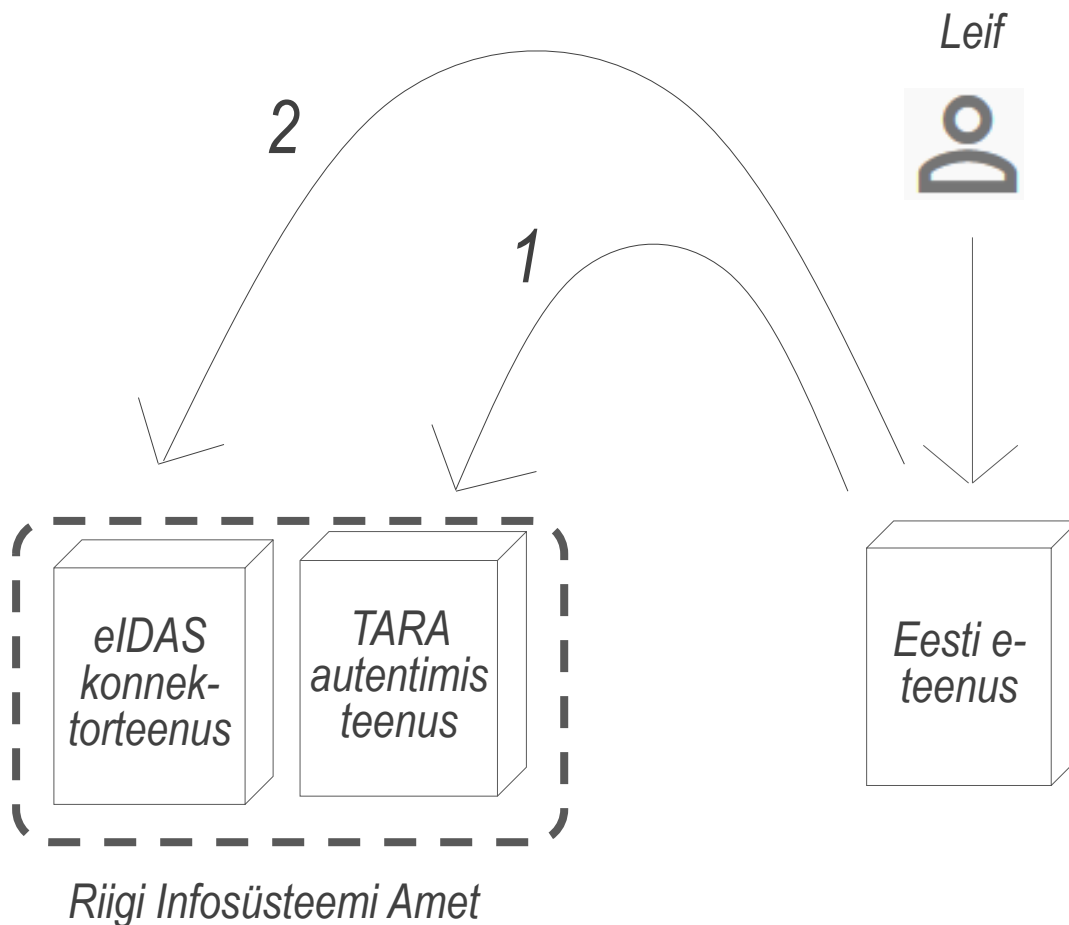 Leif
2
1
eIDAS
konnek-
torteenus
TARA
autentimis
teenus
Eesti e-
teenus
Riigi Infosüsteemi Amet